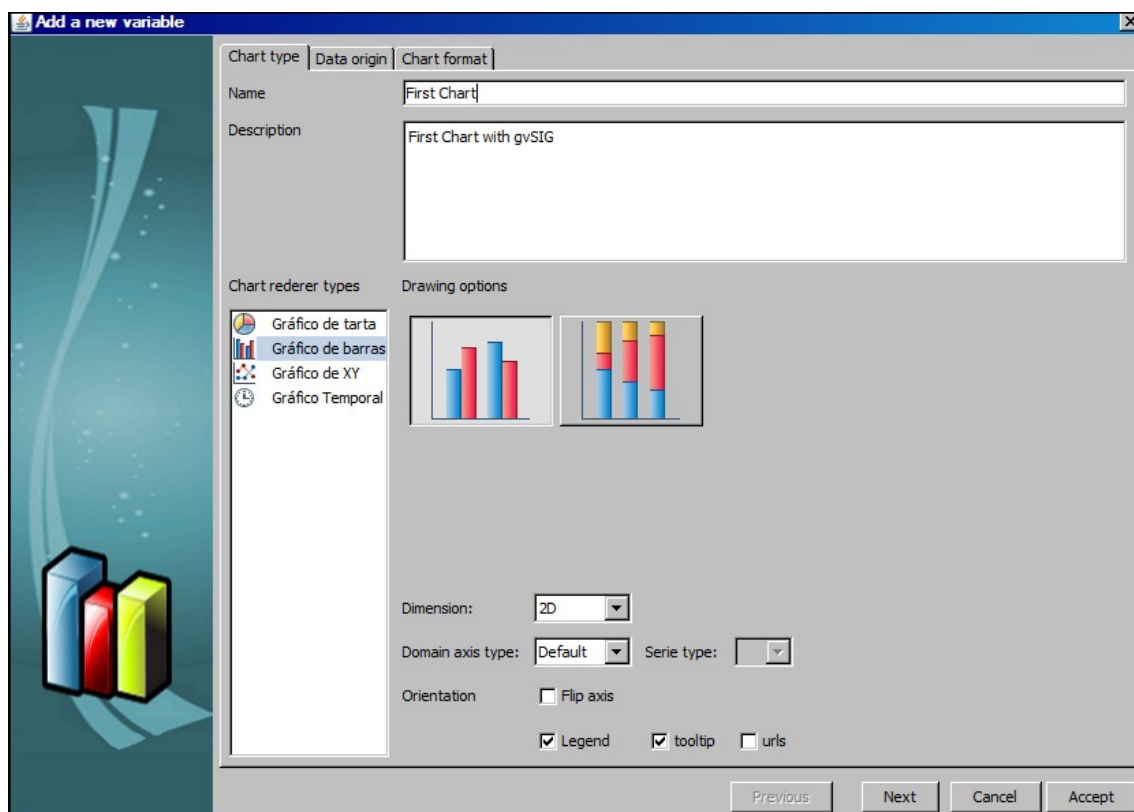 Add a new variable
Chart type Data origin Chart format
Name First Chart
Description First Chart with gvSIG
Chart rederer types Drawing options
Gráfico de tarta
Gráfico de barras
Gráfico de XY
Gráfico Temporal
Dimension: 2D
Domain axis type: Default Serie type:
Orientation Flip axis
Legend tooltip urls
Previous Next Cancel Accept